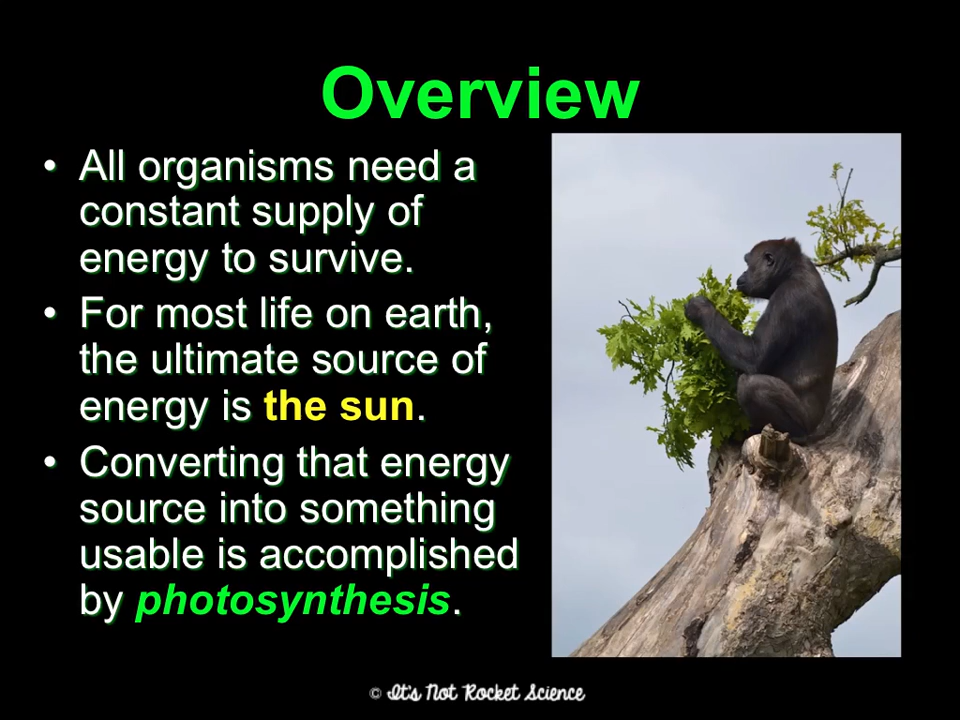 Overview
• All organisms need a
constant supply of
energy to survive.
• For most life on earth,
the ultimate source of
energy is the sun.
• Converting that energy
source into something
usable is accomplished
by photosynthesis.
© It's Not Rocket Science